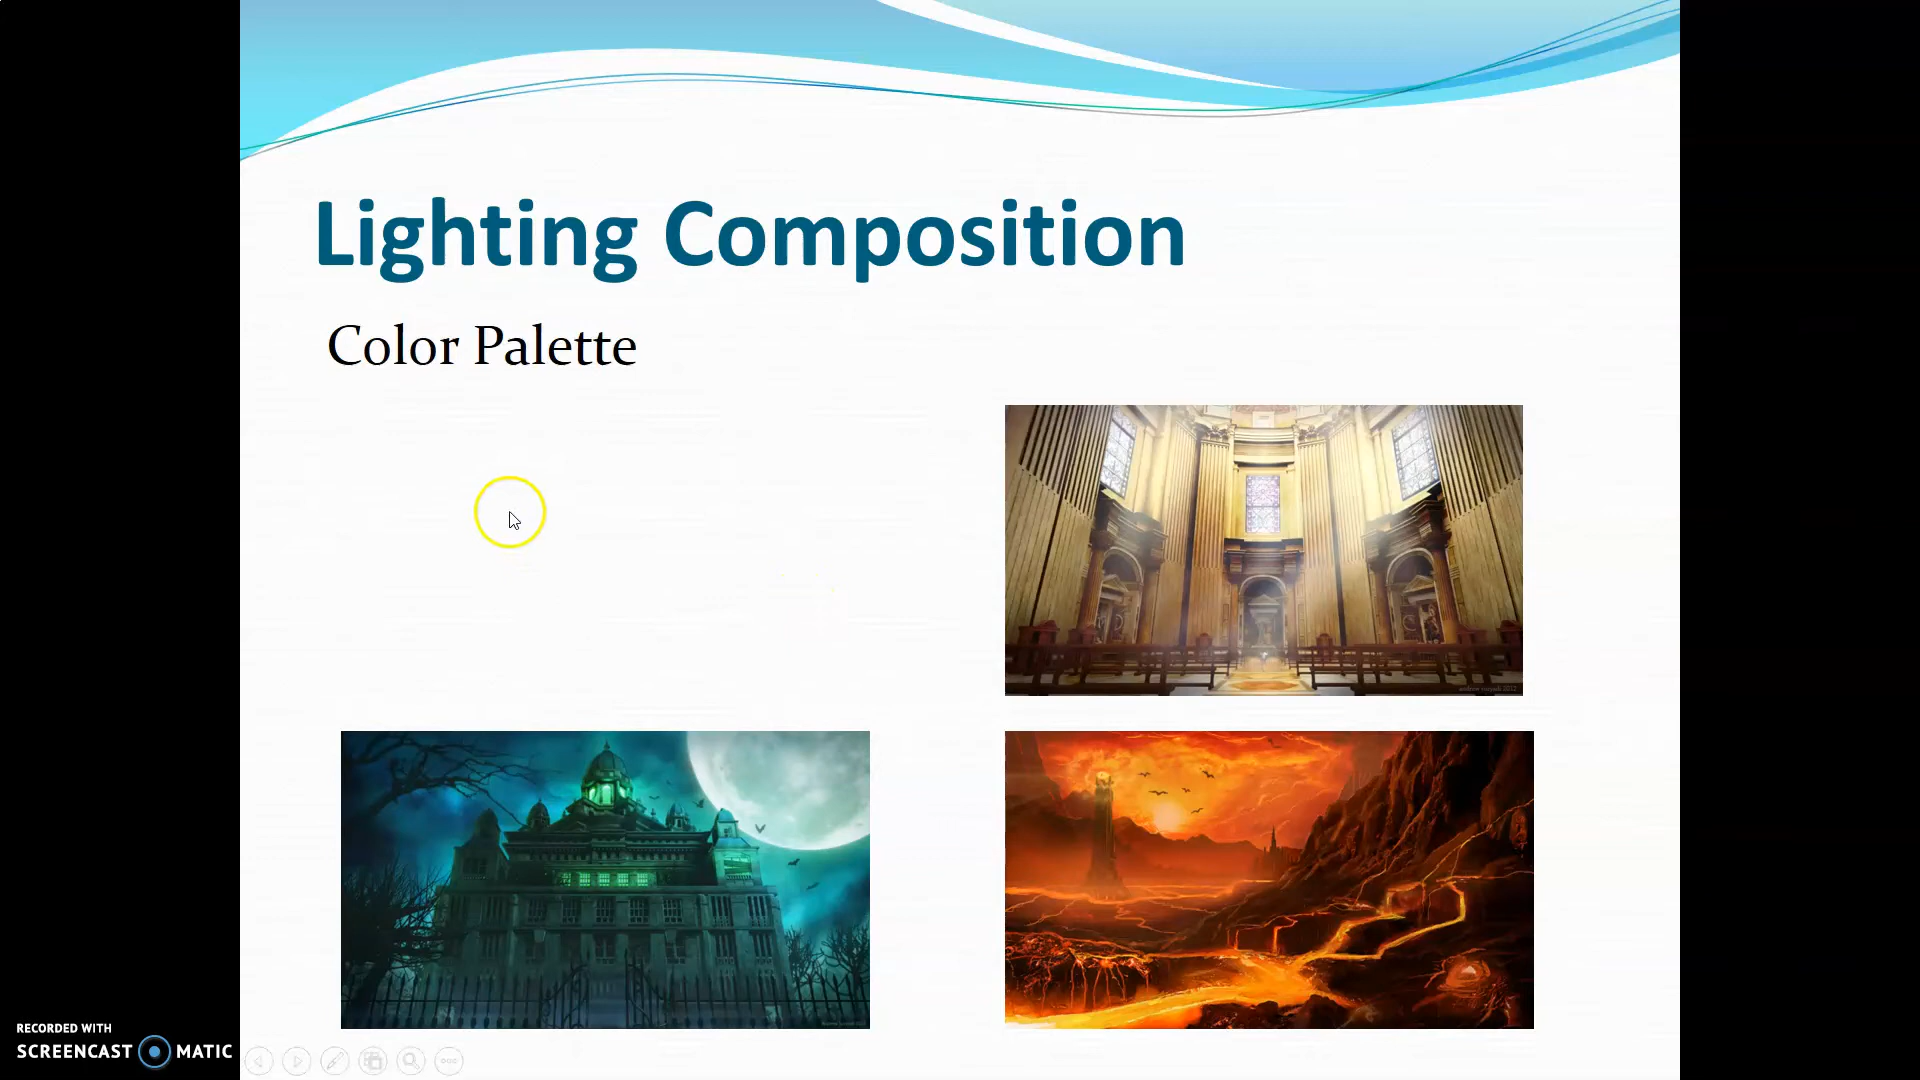 Lighting Composition
Color Palette
RECORDED WITH
SCREENCAST MATIC